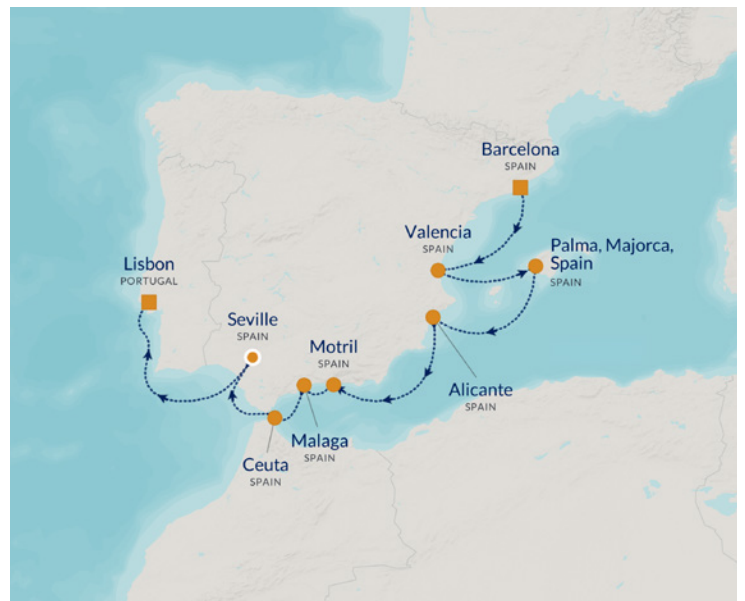 Barcelona
SPAIN
Valencia
SPAIN
Palma, Majorca,
Spain
SPAIN
Lisbon
PORTUGAL
Seville
SPAIN
Motril
SPAIN
Alicante
SPAIN
Malaga
SPAIN
Ceuta
SPAIN